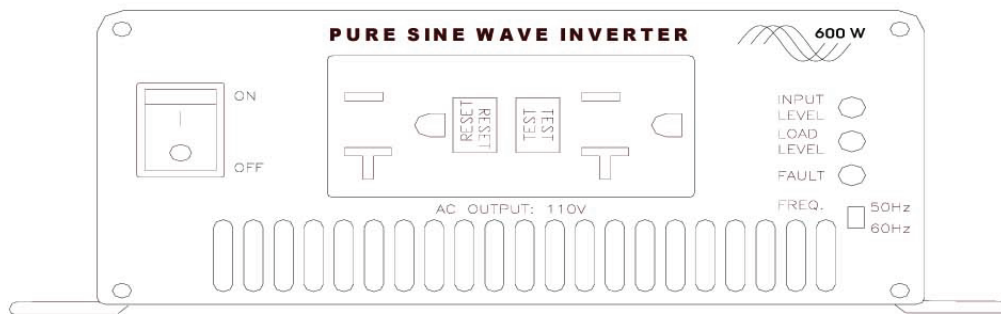 PURE SINE WAVE INVERTER
600 W
ON
OFF
RESET
RESET
TEST
TEST
INPUT
LEVEL
LOAD
LEVEL
FAULT
AC OUTPUT: 110V
FREQ.
50Hz
60Hz